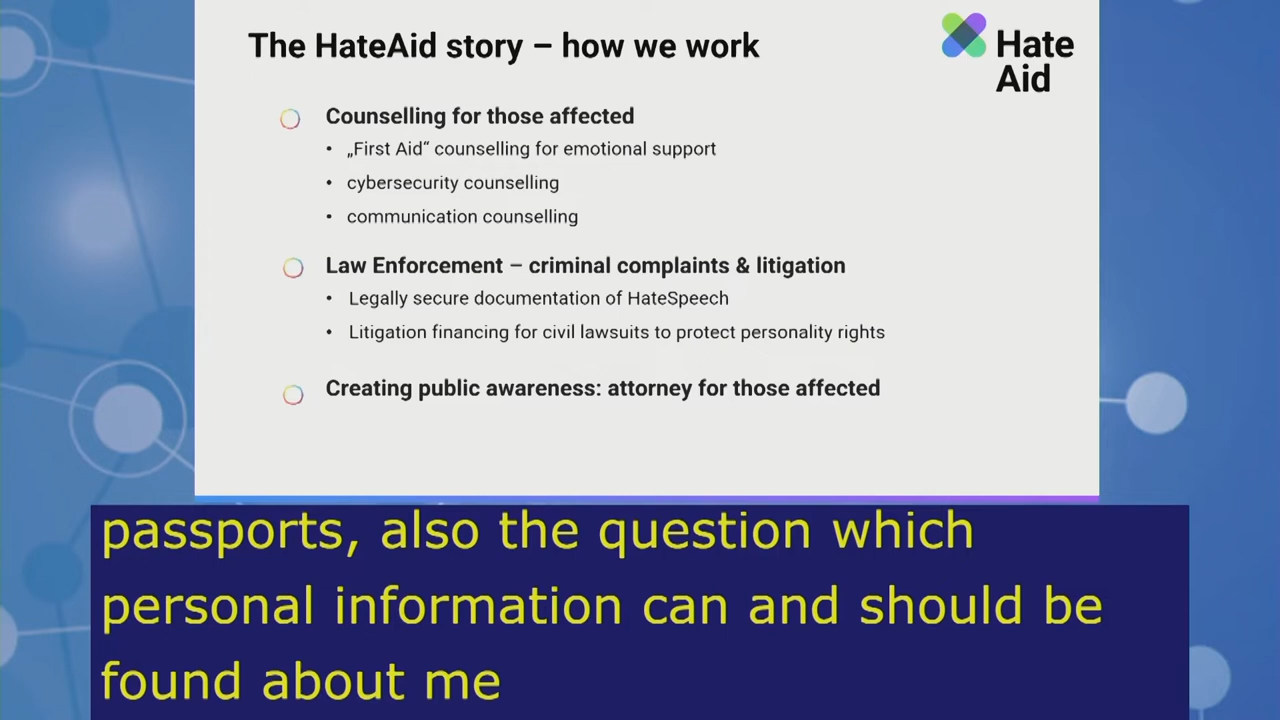 The HateAid story – how we work
Hate
Aid
Counselling for those affected
• „First Aid“ counselling for emotional support
• cybersecurity counselling
• communication counselling
Law Enforcement – criminal complaints & litigation
• Legally secure documentation of HateSpeech
• Litigation financing for civil lawsuits to protect personality rights
Creating public awareness: attorney for those affected
passports, also the question which
personal information can and should be
found about me